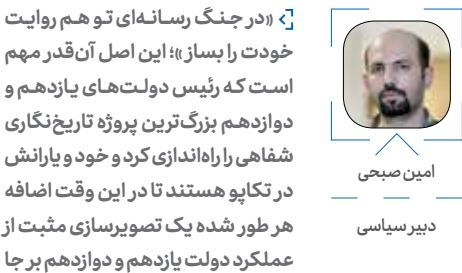 «در جنگ رسانه‌ای تو هم روایت
خودت را بساز»؛ این اصل آن‌قدر مهم
است که رئیس دولت‌های یازدهم و
دوازدهم بزرگ‌ترین پروژه تاریخ‌نگاری
شفاهی را راه‌اندازی کرد و خود و یارانش
در تکاپو هستند تا در این وقت اضافه
هر طور شده یک تصویرسازی مثبت از
عملکرد دولت یازدهم و دوازدهم بر جا
امین صبحی
دبیر سیاسی